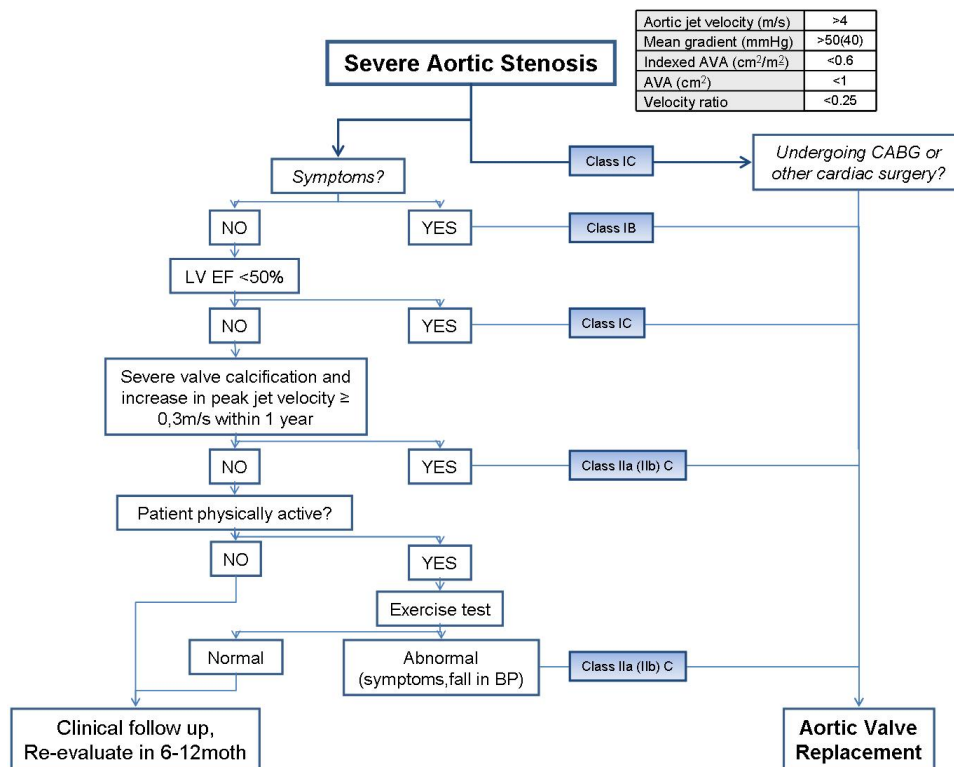 Aortic jet velocity (m/s) >4
Mean gradient (mmHg) >50(40)
Indexed AVA (cm²/m²) <0.6
AVA (cm²) <1
Velocity ratio <0.25
Severe Aortic Stenosis
Class IC
Undergoing CABG or
other cardiac surgery?
Symptoms?
NO
YES
Class IB
LV EF <50%
NO
YES
Class IC
Severe valve calcification and
increase in peak jet velocity ≥
0,3m/s within 1 year
NO
YES
Class IIa (IIb) C
Patient physically active?
NO
YES
Exercise test
Normal
Abnormal
(symptoms,fall in BP)
Class IIa (IIb) C
Clinical follow up,
Re-evaluate in 6-12moth
Aortic Valve
Replacement